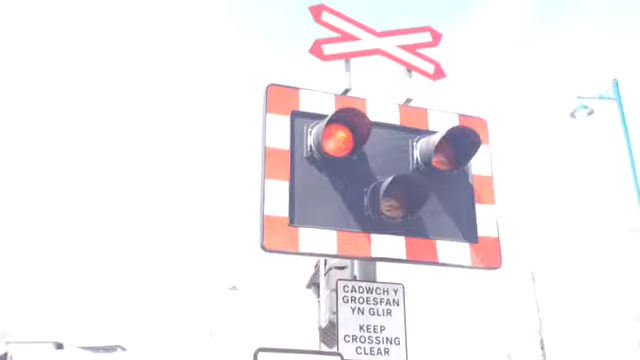 CADWCH Y
GROESFAN
YN GLIR
KEEP
CROSSING
CLEAR